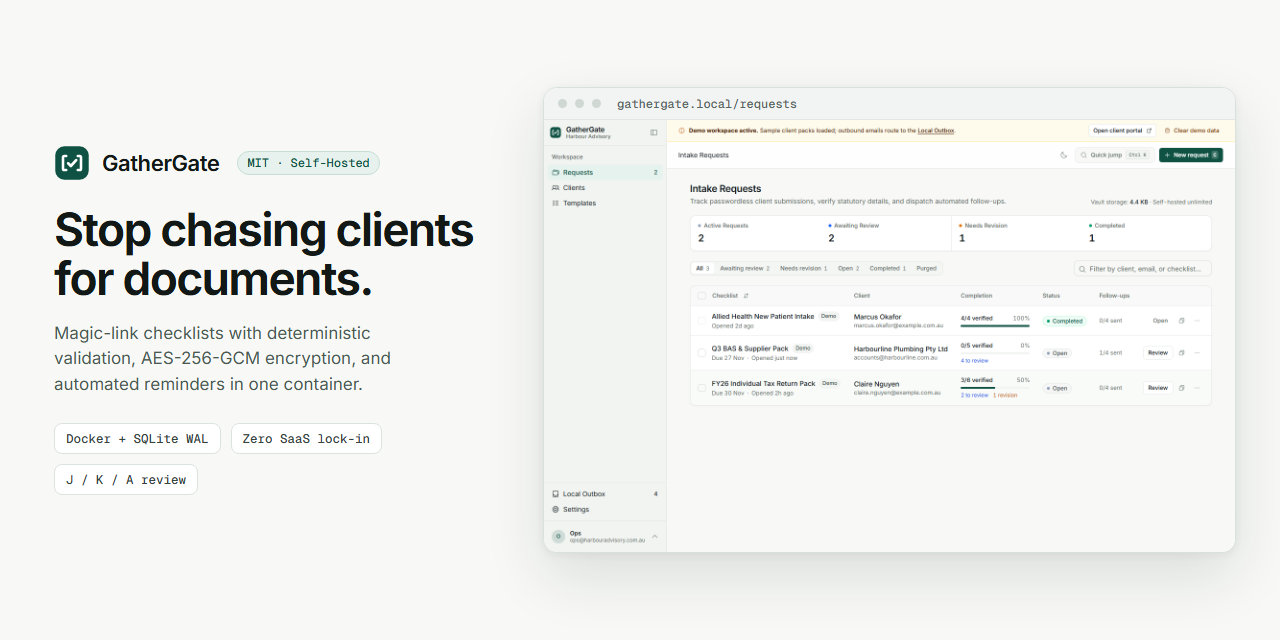 GatherGate
MIT · Self-Hosted
Stop chasing clients
for documents.
Magic-link checklists with deterministic
validation, AES-256-GCM encryption, and
automated reminders in one container.
Docker + SQLite WAL
Zero SaaS lock-in
J / K / A review
gathergate.local/requests
GatherGate
Harbour Advisory
Workspace
Requests 2
Clients
Templates
Local Outbox 4
Settings
Ops
ops@harbouradvisory.com.au
Demo workspace active. Sample client packs loaded; outbound emails route to the Local Outbox.
Open client portal
Clear demo data
Intake Requests
Quick jump
New request
Intake Requests
Track passwordless client submissions, verify statutory details, and dispatch automated follow-ups.
Vault storage: 4.4 KB · Self-hosted unlimited
Active Requests
2
Awaiting Review
2
Needs Revision
1
Completed
1
All 3 Awaiting review 2 Needs revision 1 Open 2 Completed 1 Purged
Filter by client, email, or checklist...
Checklist Client Completion Status Follow-ups
Allied Health New Patient Intake Demo
Opened 2d ago
Marcus Okafor
marcus.okafor@example.com.au
4/4 verified 100%
Completed
0/4 sent
Open
Q3 BAS & Supplier Pack Demo
Due 27 Nov · Opened just now
Harbourline Plumbing Pty Ltd
accounts@harbourline.com.au
0/5 verified 0%
4 to review
Open
1/4 sent
Review
FY26 Individual Tax Return Pack Demo
Due 30 Nov · Opened 2h ago
Claire Nguyen
claire.nguyen@example.com.au
3/6 verified 50%
2 to review 1 revision
Open
0/4 sent
Review